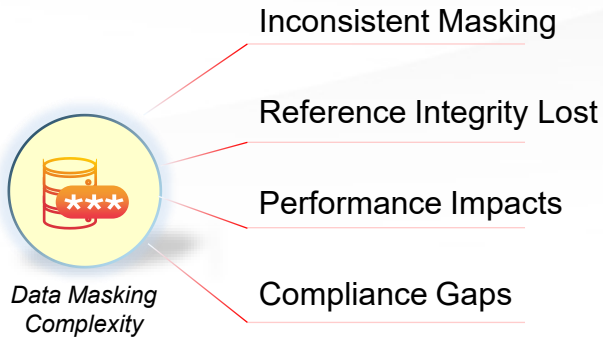 Inconsistent Masking
Reference Integrity Lost
Performance Impacts
Compliance Gaps
***
Data Masking
Complexity